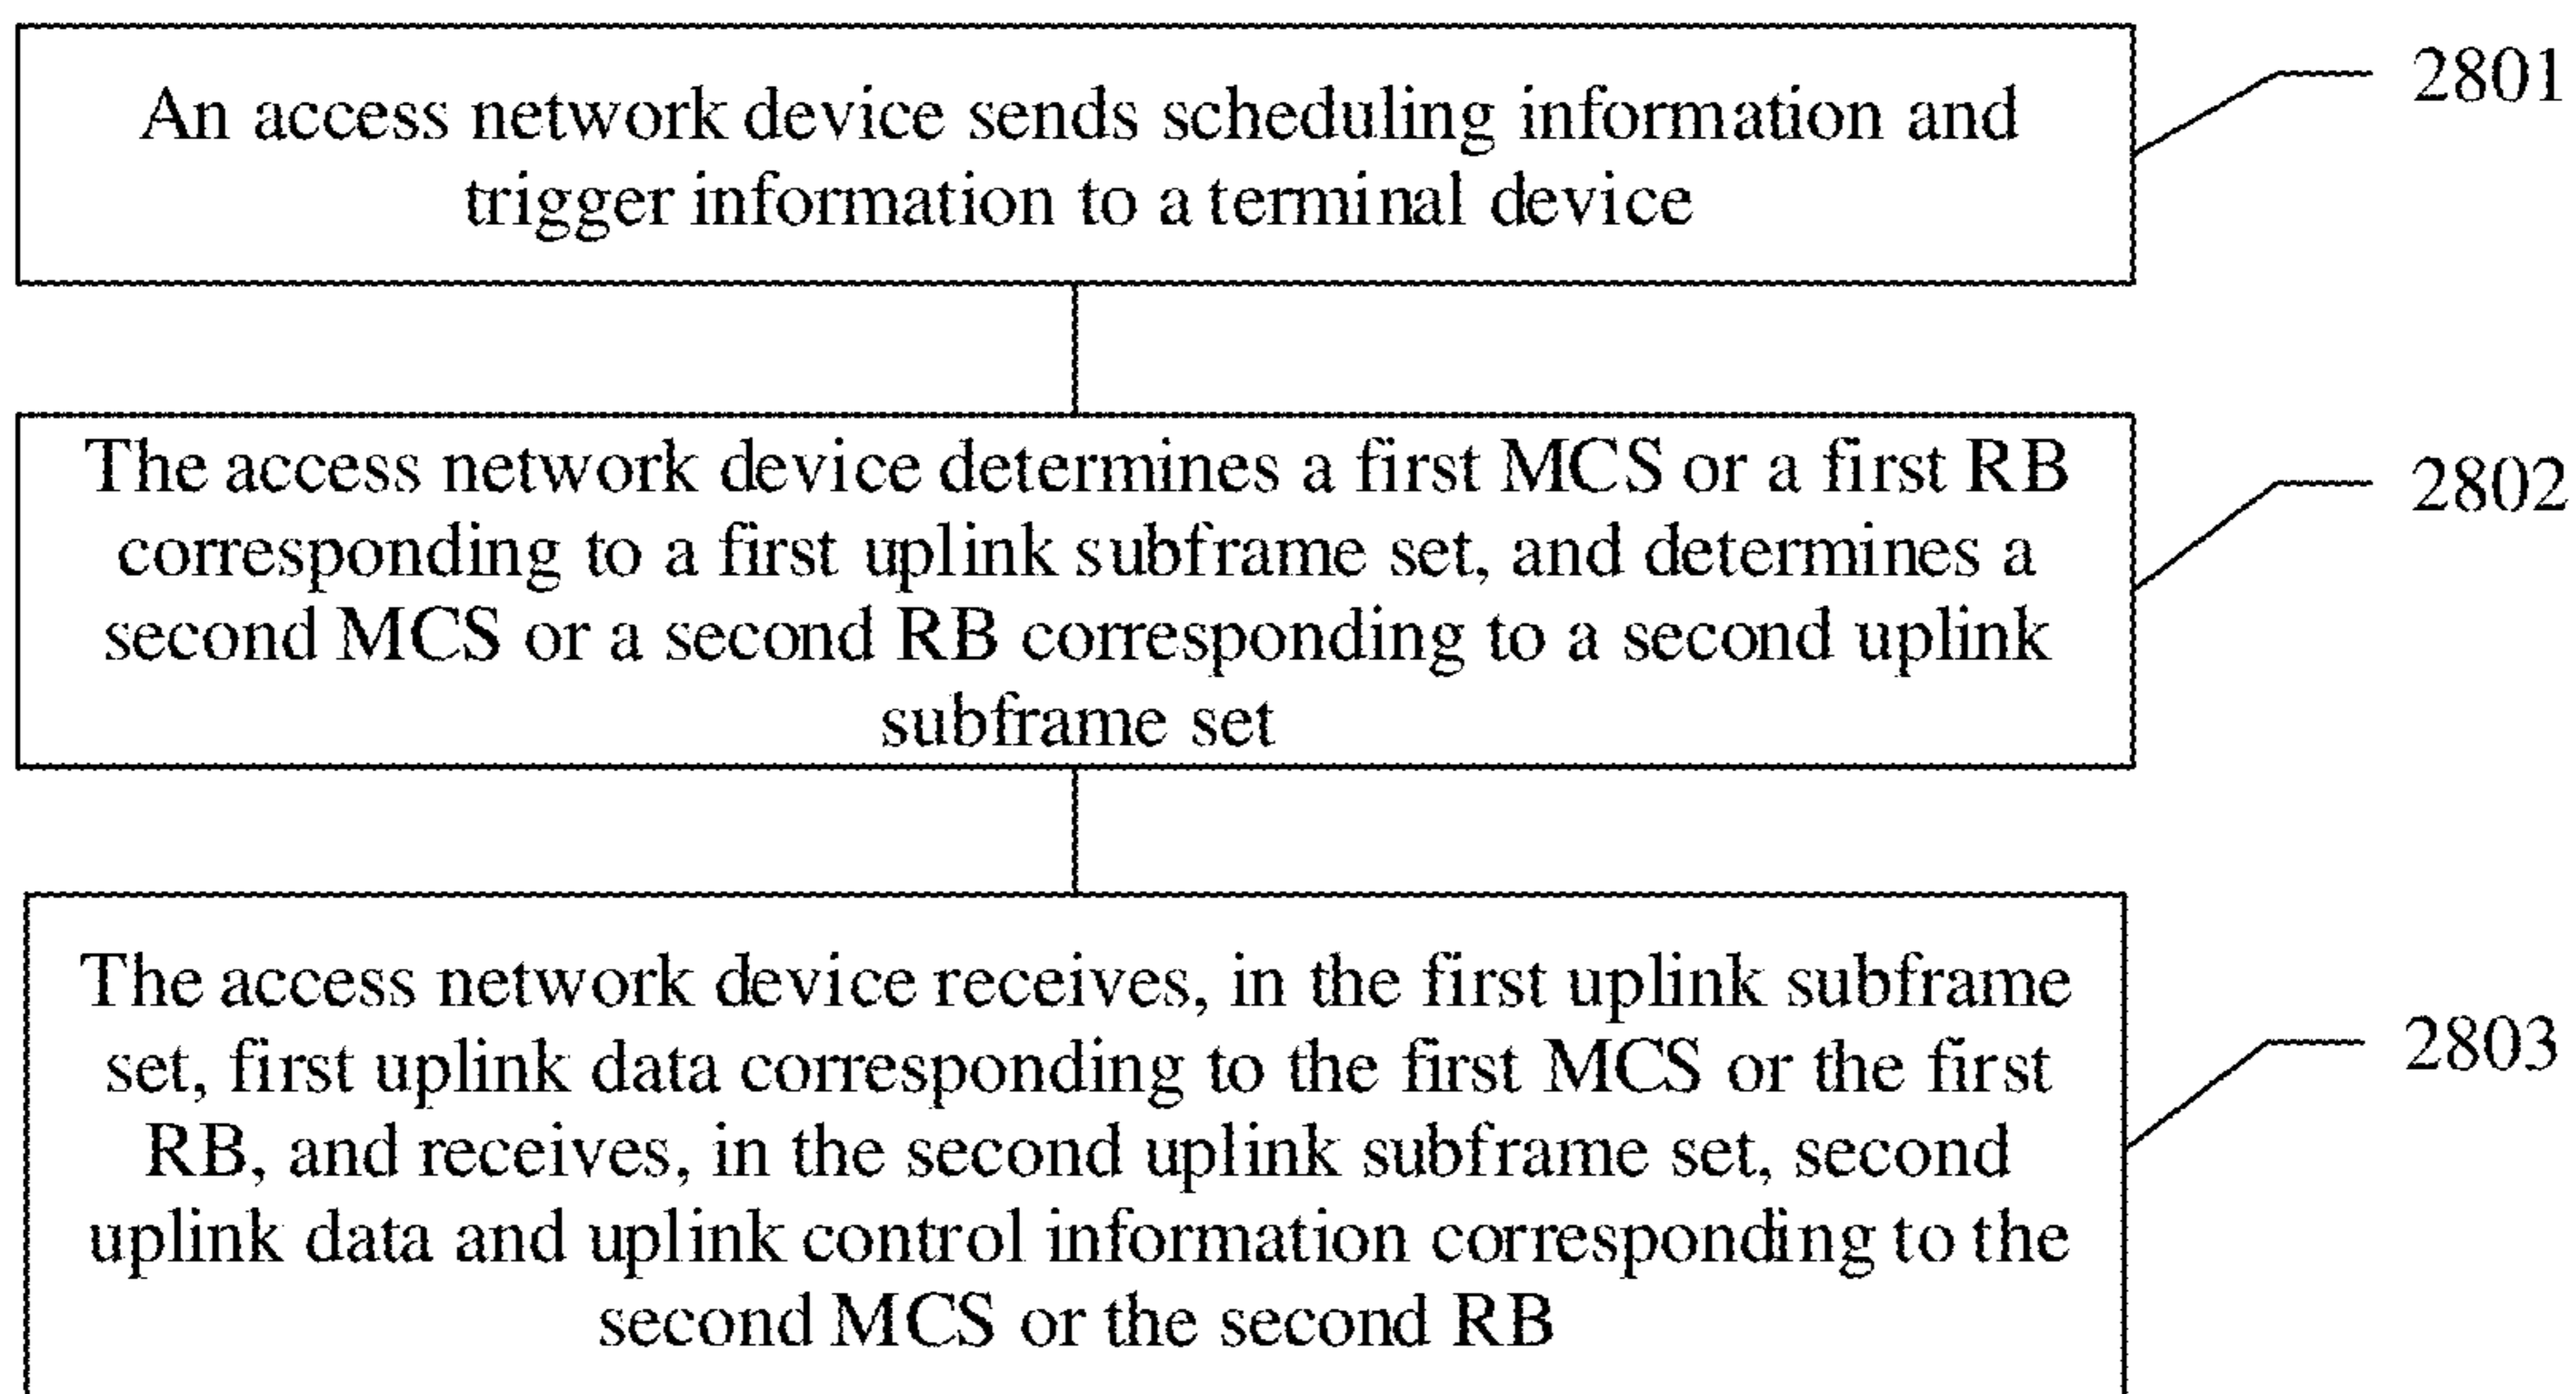 An access network device sends scheduling information and
trigger information to a terminal device
2801
The access network device determines a first MCS or a first RB
corresponding to a first uplink subframe set, and determines a
second MCS or a second RB corresponding to a second uplink
subframe set
2802
The access network device receives, in the first uplink subframe
set, first uplink data corresponding to the first MCS or the first
RB, and receives, in the second uplink subframe set, second
uplink data and uplink control information corresponding to the
second MCS or the second RB
2803